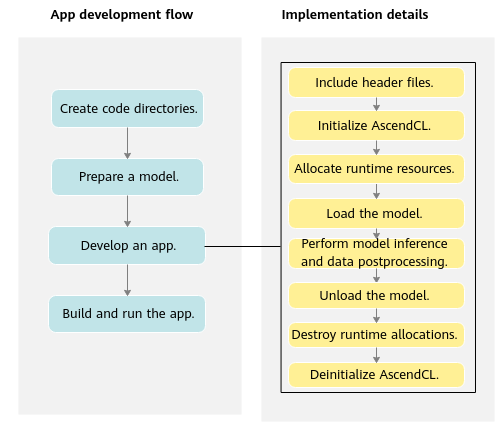 App development flow
Implementation details
Create code directories.
Prepare a model.
Develop an app.
Build and run the app.
Include header files.
Initialize AscendCL.
Allocate runtime resources.
Load the model.
Perform model inference
and data postprocessing.
Unload the model.
Destroy runtime allocations.
Deinitialize AscendCL.